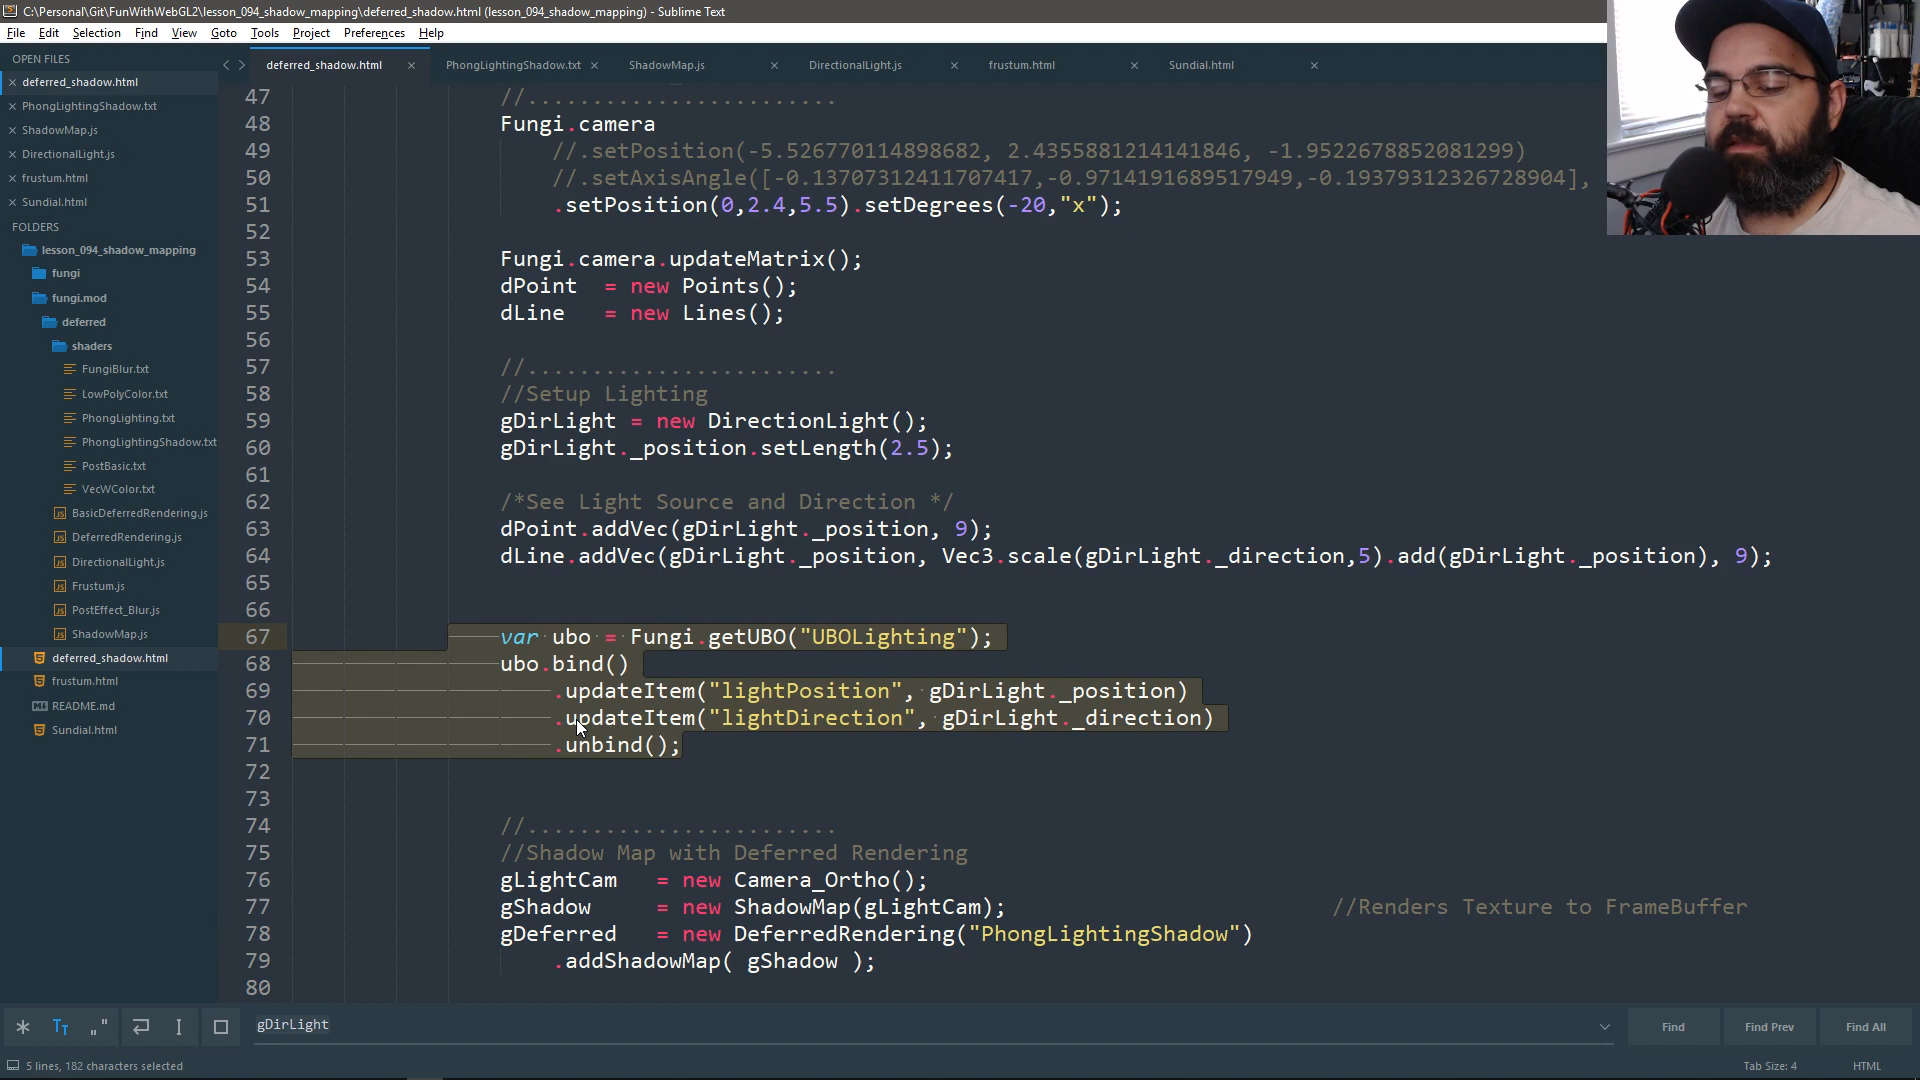 C:\Personal\Git\FunWithWebGL2\lesson_094_shadow_mapping\deferred_shadow.html (lesson_094_shadow_mapping) - Sublime Text
File Edit Selection Find View Goto Tools Project Preferences Help
OPEN FILES
deferred_shadow.html
PhongLightingShadow.txt
ShadowMap.js
DirectionalLight.js
frustum.html
Sundial.html
FOLDERS
lesson_094_shadow_mapping
fungi
fungi.mod
deferred
shaders
FungiBlur.txt
LowPolyColor.txt
PhongLighting.txt
PhongLightingShadow.txt
PostBasic.txt
VecWColor.txt
BasicDeferredRendering.js
DeferredRendering.js
DirectionalLight.js
Frustum.js
PostEffect_Blur.js
ShadowMap.js
deferred_shadow.html
frustum.html
README.md
Sundial.html
deferred_shadow.html PhongLightingShadow.txt ShadowMap.js DirectionalLight.js frustum.html Sundial.html
47 //........................
48 Fungi.camera
49 //.setPosition(-5.526770114898682, 2.4355881214141846, -1.9522678852081299)
50 //.setAxisAngle([-0.13707312411707417,-0.9714191689517949,-0.19379312326728904],
51 .setPosition(0,2.4,5.5).setDegrees(-20,"x");
52
53 Fungi.camera.updateMatrix();
54 dPoint = new Points();
55 dLine = new Lines();
56
57 //........................
58 //Setup Lighting
59 gDirLight = new DirectionLight();
60 gDirLight._position.setLength(2.5);
61
62 /*See Light Source and Direction */
63 dPoint.addVec(gDirLight._position, 9);
64 dLine.addVec(gDirLight._position, Vec3.scale(gDirLight._direction,5).add(gDirLight._position), 9);
65
66
67 var ubo = Fungi.getUBO("UBOLighting");
68 ubo.bind()
69 .updateItem("lightPosition", gDirLight._position)
70 .updateItem("lightDirection", gDirLight._direction)
71 .unbind();
72
73
74 //........................
75 //Shadow Map with Deferred Rendering
76 gLightCam = new Camera_Ortho();
77 gShadow = new ShadowMap(gLightCam); //Renders Texture to FrameBuffer
78 gDeferred = new DeferredRendering("PhongLightingShadow")
79 .addShadowMap( gShadow );
80
gDirLight Find Find Prev Find All
5 lines, 182 characters selected Tab Size: 4 HTML